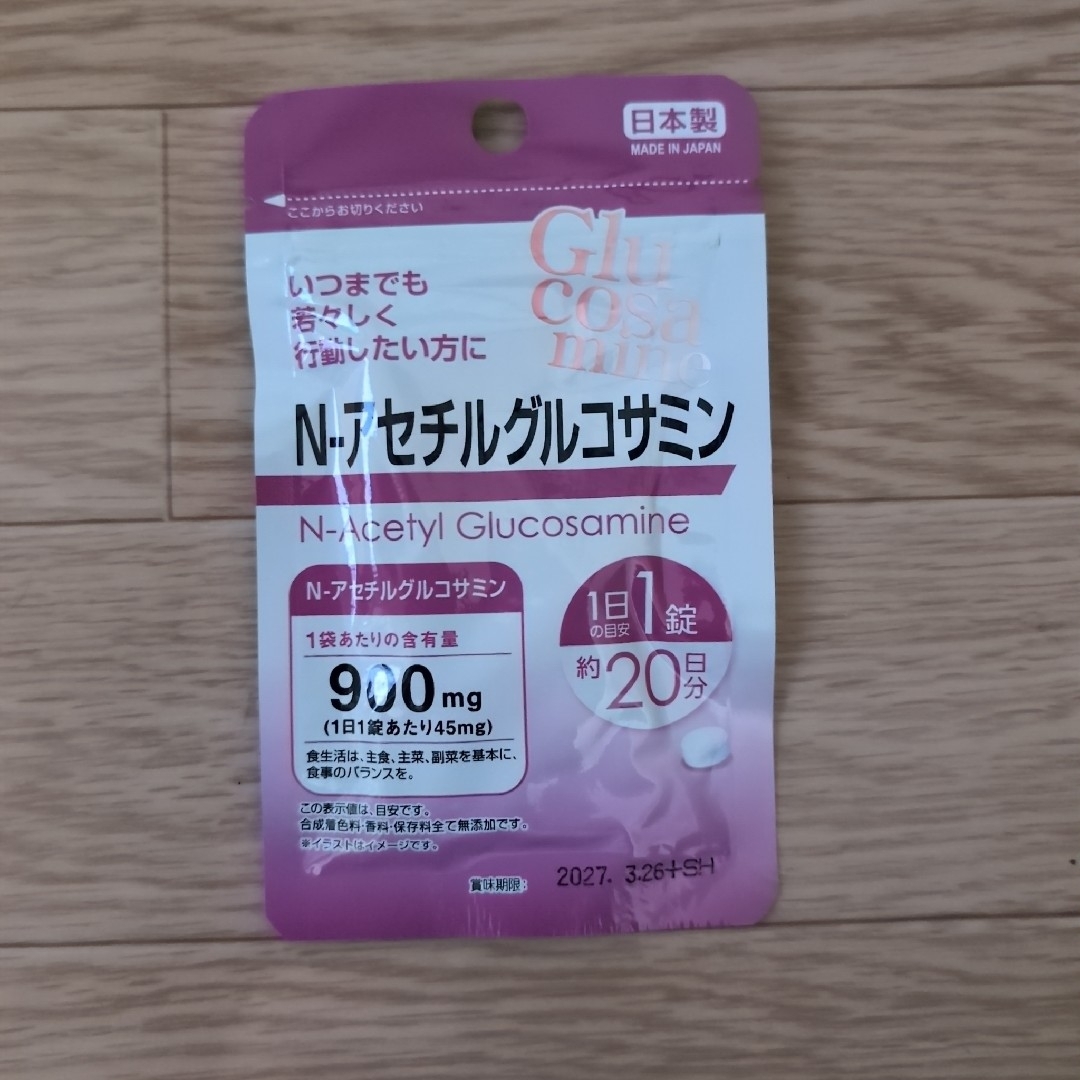 日本製
MADE IN JAPAN
ここからお切りください
Glu
cosa
mine
いつまでも
若々しく
行動したい方に
N-アセチルグルコサミン
N-Acetyl Glucosamine
N-アセチルグルコサミン
1袋あたりの含有量
900mg
(1日1錠あたり45mg)
食生活は、主食、主菜、副菜を基本に、
食事のバランスを。
1日の目安1錠
約20日分
この表示値は、目安です。
合成着色料・香料・保存料全て無添加です。
※イラストはイメージです。
賞味期限: 2027. 3.26+SH